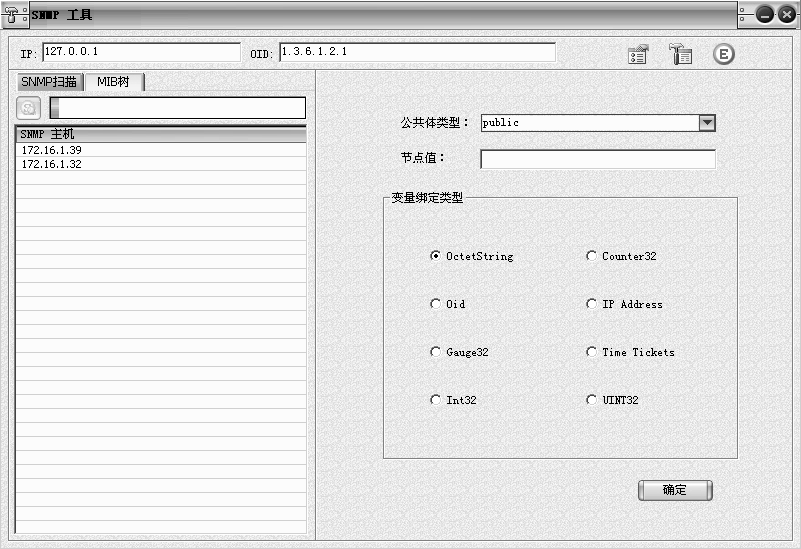 SNMP 工具
IP: 127.0.0.1 OID: 1.3.6.1.2.1
E
SNMP扫描 MIB树
SNMP 主机
172.16.1.39
172.16.1.32
公共体类型： public
节点值：
变量绑定类型
OctetString Counter32
Oid IP Address
Gauge32 Time Tickets
Int32 UINT32
确定